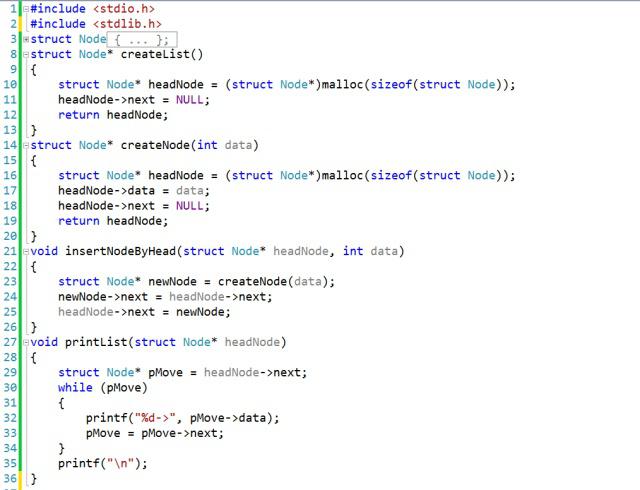 1 #include <stdio.h>
2 #include <stdlib.h>
3 struct Node { ... };
8 struct Node* createList()
9 {
10 struct Node* headNode = (struct Node*)malloc(sizeof(struct Node));
11 headNode->next = NULL;
12 return headNode;
13 }
14 struct Node* createNode(int data)
15 {
16 struct Node* headNode = (struct Node*)malloc(sizeof(struct Node));
17 headNode->data = data;
18 headNode->next = NULL;
19 return headNode;
20 }
21 void insertNodeByHead(struct Node* headNode, int data)
22 {
23 struct Node* newNode = createNode(data);
24 newNode->next = headNode->next;
25 headNode->next = newNode;
26 }
27 void printList(struct Node* headNode)
28 {
29 struct Node* pMove = headNode->next;
30 while (pMove)
31 {
32 printf("%d->", pMove->data);
33 pMove = pMove->next;
34 }
35 printf("\n");
36 }